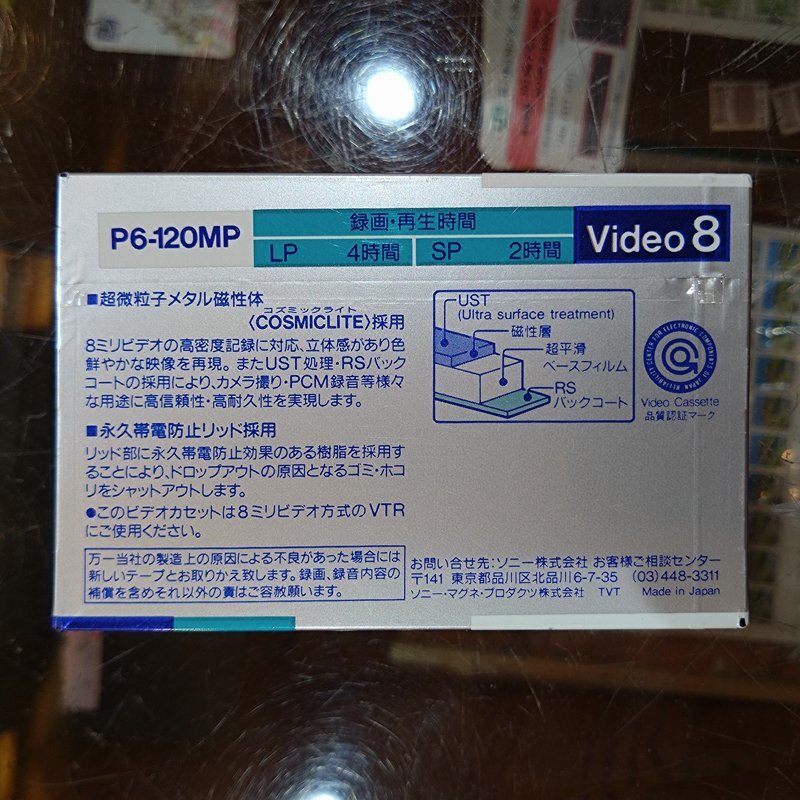 P6-120MP
録画・再生時間
LP 4時間 SP 2時間
Video 8
■超微粒子メタル磁性体
コズミックライト
〈COSMICLITE〉採用
8ミリビデオの高密度記録に対応、立体感があり色
鮮やかな映像を再現。またUST処理・RSバック
コートの採用により、カメラ撮り・PCM録音等様々
な用途に高信頼性・高耐久性を実現します。
■永久帯電防止リッド採用
リッド部に永久帯電防止効果のある樹脂を採用す
ることにより、ドロップアウトの原因となるゴミ・ホコ
リをシャットアウトします。
●このビデオカセットは8ミリビデオ方式のVTR
にご使用ください。
万一当社の製造上の原因による不良があった場合には
新しいテープとお取りかえ致します。録画、録音内容の
補償を含めそれ以外の責はご容赦願います。
UST
(Ultra surface treatment)
磁性層
超平滑
ベースフィルム
RS
バックコート
RELIABILITY CENTER FOR ELECTRONIC COMPONENTS OF JAPAN
Video Cassette
品質認証マーク
お問い合せ先：ソニー株式会社 お客様ご相談センター
〒141 東京都品川区北品川6-7-35 (03)448-3311
ソニー・マグネ・プロダクツ株式会社 TVT Made in Japan